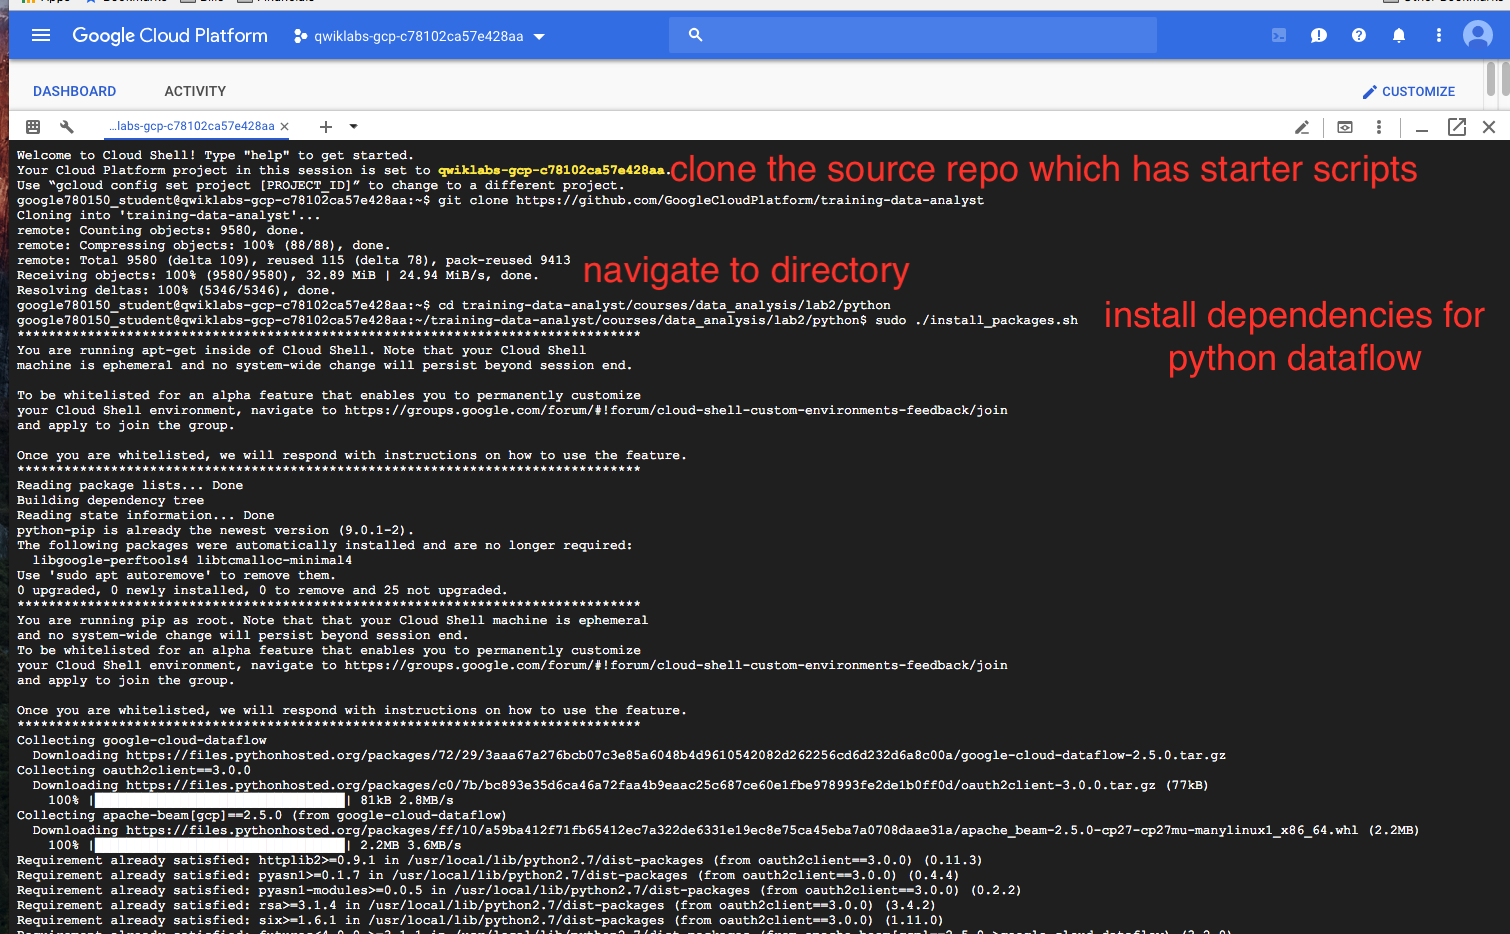 Apps Bookmarks Bills Financials Other Bookmarks
Google Cloud Platform qwiklabs-gcp-c78102ca57e428aa
DASHBOARD ACTIVITY CUSTOMIZE
...labs-gcp-c78102ca57e428aa
Welcome to Cloud Shell! Type "help" to get started.
Your Cloud Platform project in this session is set to qwiklabs-gcp-c78102ca57e428aa.
clone the source repo which has starter scripts
Use “gcloud config set project [PROJECT_ID]” to change to a different project.
google780150_student@qwiklabs-gcp-c78102ca57e428aa:~$ git clone https://github.com/GoogleCloudPlatform/training-data-analyst
Cloning into 'training-data-analyst'...
remote: Counting objects: 9580, done.
remote: Compressing objects: 100% (88/88), done.
remote: Total 9580 (delta 109), reused 115 (delta 78), pack-reused 9413
Receiving objects: 100% (9580/9580), 32.89 MiB | 24.94 MiB/s, done.
navigate to directory
Resolving deltas: 100% (5346/5346), done.
google780150_student@qwiklabs-gcp-c78102ca57e428aa:~$ cd training-data-analyst/courses/data_analysis/lab2/python
google780150_student@qwiklabs-gcp-c78102ca57e428aa:~/training-data-analyst/courses/data_analysis/lab2/python$ sudo ./install_packages.sh
install dependencies for
python dataflow
********************************************************************************
You are running apt-get inside of Cloud Shell. Note that your Cloud Shell
machine is ephemeral and no system-wide change will persist beyond session end.
To be whitelisted for an alpha feature that enables you to permanently customize
your Cloud Shell environment, navigate to https://groups.google.com/forum/#!forum/cloud-shell-custom-environments-feedback/join
and apply to join the group.
Once you are whitelisted, we will respond with instructions on how to use the feature.
********************************************************************************
Reading package lists... Done
Building dependency tree
Reading state information... Done
python-pip is already the newest version (9.0.1-2).
The following packages were automatically installed and are no longer required:
libgoogle-perftools4 libtcmalloc-minimal4
Use 'sudo apt autoremove' to remove them.
0 upgraded, 0 newly installed, 0 to remove and 25 not upgraded.
********************************************************************************
You are running pip as root. Note that that your Cloud Shell machine is ephemeral
and no system-wide change will persist beyond session end.
To be whitelisted for an alpha feature that enables you to permanently customize
your Cloud Shell environment, navigate to https://groups.google.com/forum/#!forum/cloud-shell-custom-environments-feedback/join
and apply to join the group.
Once you are whitelisted, we will respond with instructions on how to use the feature.
********************************************************************************
Collecting google-cloud-dataflow
Downloading https://files.pythonhosted.org/packages/72/29/3aaa67a276bcb07c3e85a6048b4d9610542082d262256cd6d232d6a8c00a/google-cloud-dataflow-2.5.0.tar.gz
Collecting oauth2client==3.0.0
Downloading https://files.pythonhosted.org/packages/c0/7b/bc893e35d6ca46a72faa4b9eaac25c687ce60e1fbe978993fe2de1b0ff0d/oauth2client-3.0.0.tar.gz (77kB)
100% | | 81kB 2.8MB/s
Collecting apache-beam[gcp]==2.5.0 (from google-cloud-dataflow)
Downloading https://files.pythonhosted.org/packages/ff/10/a59ba412f71fb65412ec7a322de6331e19ec8e75ca45eba7a0708daae31a/apache_beam-2.5.0-cp27-cp27mu-manylinux1_x86_64.whl (2.2MB)
100% | | 2.2MB 3.6MB/s
Requirement already satisfied: httplib2>=0.9.1 in /usr/local/lib/python2.7/dist-packages (from oauth2client==3.0.0) (0.11.3)
Requirement already satisfied: pyasn1>=0.1.7 in /usr/local/lib/python2.7/dist-packages (from oauth2client==3.0.0) (0.4.4)
Requirement already satisfied: pyasn1-modules>=0.0.5 in /usr/local/lib/python2.7/dist-packages (from oauth2client==3.0.0) (0.2.2)
Requirement already satisfied: rsa>=3.1.4 in /usr/local/lib/python2.7/dist-packages (from oauth2client==3.0.0) (3.4.2)
Requirement already satisfied: six>=1.6.1 in /usr/local/lib/python2.7/dist-packages (from oauth2client==3.0.0) (1.11.0)